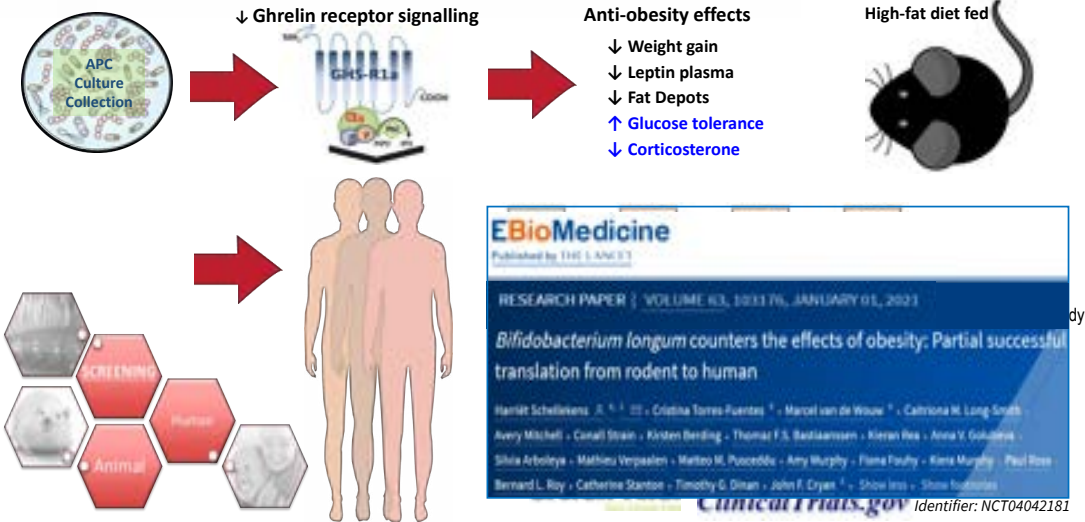 ↓ Ghrelin receptor signalling
Anti-obesity effects
High-fat diet fed
APC
Culture
Collection
GHS-R1a
COOH
↓ Weight gain
↓ Leptin plasma
↓ Fat Depots
↑ Glucose tolerance
↓ Corticosterone
EBioMedicine
Published by THE LANCET
RESEARCH PAPER | VOLUME 63, 103176, JANUARY 01, 2021
dy
Bifidobacterium longum counters the effects of obesity: Partial successful
translation from rodent to human
Harriët Schellekens Cristina Torres-Fuentes Marcel van de Wouw Caitriona M. Long-Smith
Avery Mitchell Conall Strain Kirsten Berding Thomaz F.S. Bastiaanssen Kieran Rea Anna V. Golubeva
Silvia Arboleya Mathieu Verpaalen Matteo M. Pusceddu Amy Murphy Fiona Fouhy Kiera Murphy Paul Ross
Bernard L. Roy Catherine Stanton Timothy G. Dinan John F. Cryan Show less Show footnotes
SCREENING
Human
Animal
ClinicalTrials.gov Identifier: NCT04042181